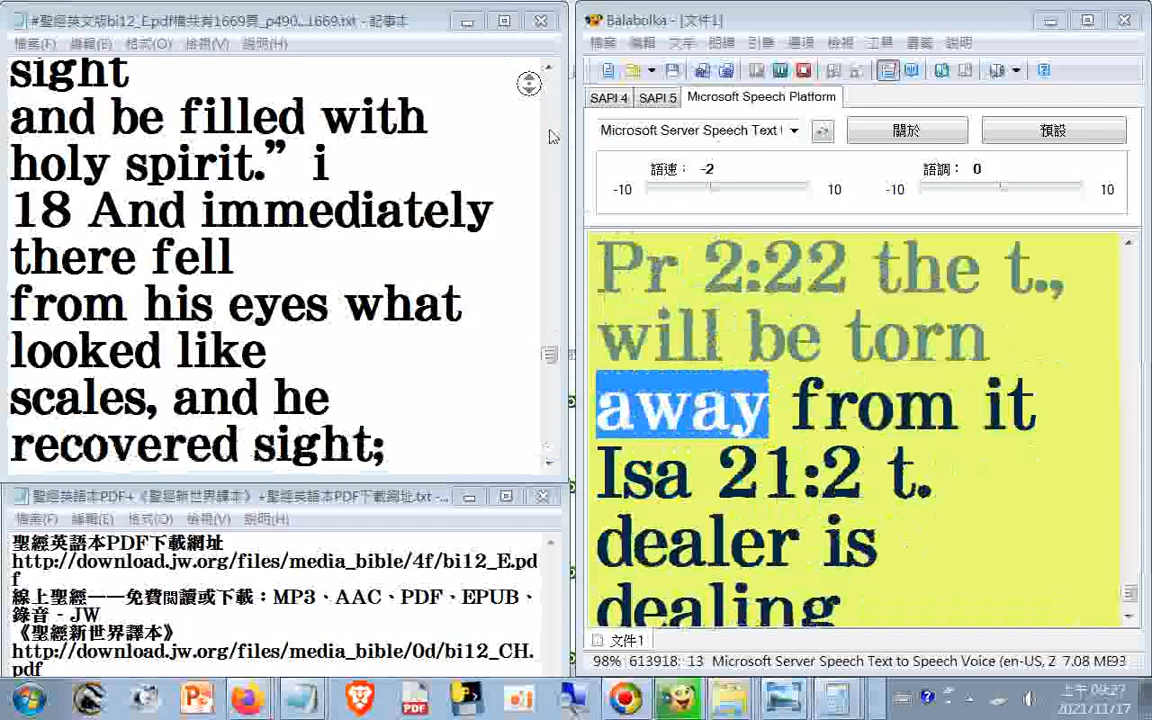 #聖經英文版bi12_E.pdf檔共有1669頁_p490...1669.txt - 記事本
檔案(F) 編輯(E) 格式(O) 檢視(V) 說明(H)
sight
and be filled with
holy spirit.” i
18 And immediately
there fell
from his eyes what
looked like
scales, and he
recovered sight;
聖經英語本PDF+《聖經新世界譯本》+聖經英語本PDF下載網址.txt -...
檔案(F) 編輯(E) 格式(O) 檢視(V) 說明(H)
聖經英語本PDF下載網址
http://download.jw.org/files/media_bible/4f/bi12_E.pd
f
線上聖經——免費閱讀或下載：MP3、AAC、PDF、EPUB、
錄音 - JW
《聖經新世界譯本》
http://download.jw.org/files/media_bible/0d/bi12_CH.
pdf
Balabolka - [文件1]
檔案 編輯 文字 朗讀 引擎 選項 檢視 工具 書籤 說明
SAPI 4 SAPI 5 Microsoft Speech Platform
Microsoft Server Speech Text 關於 預設
語速： -2 語調： 0
-10 10 -10 10
Pr 2:22 the t.,
will be torn
away from it
Isa 21:2 t.
dealer is
dealing
文件1
98% 613918: 13 Microsoft Server Speech Text to Speech Voice (en-US, Z 7.08 ME93
上午 09:27
2021/11/17